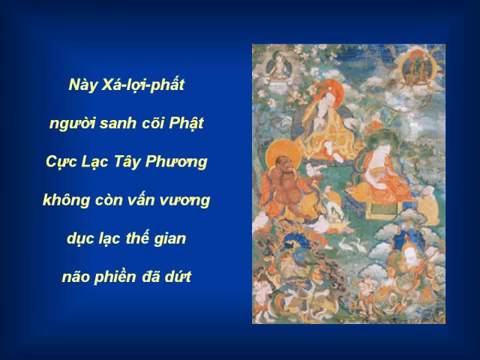 Này Xá-lợi-phất
người sanh cõi Phật
Cực Lạc Tây Phương
không còn vấn vương
dục lạc thế gian
não phiền đã dứt